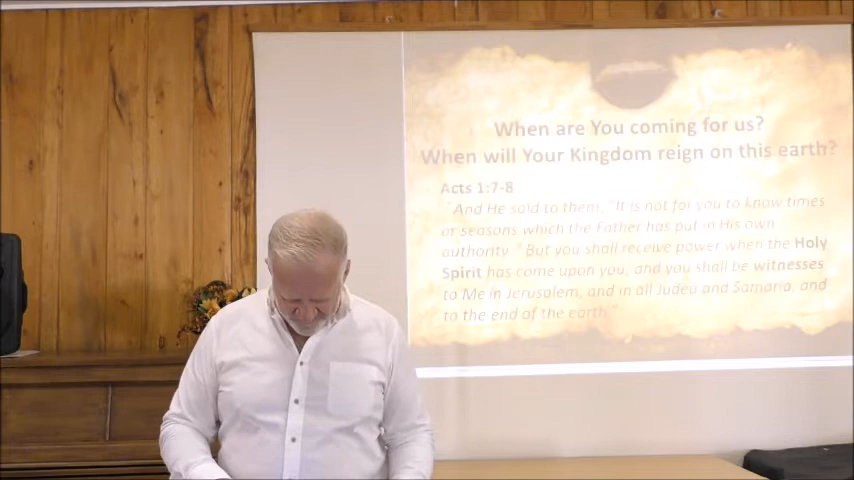 When are You coming for us?
When will Your Kingdom reign on this earth?
Acts 1:7-8
"And He said to them, "It is not for you to know times
or seasons which the Father has put in His own
authority. 8 But you shall receive power when the Holy
Spirit has come upon you, and you shall be witnesses
to Me in Jerusalem, and in all Judea and Samaria, and
to the end of the earth."